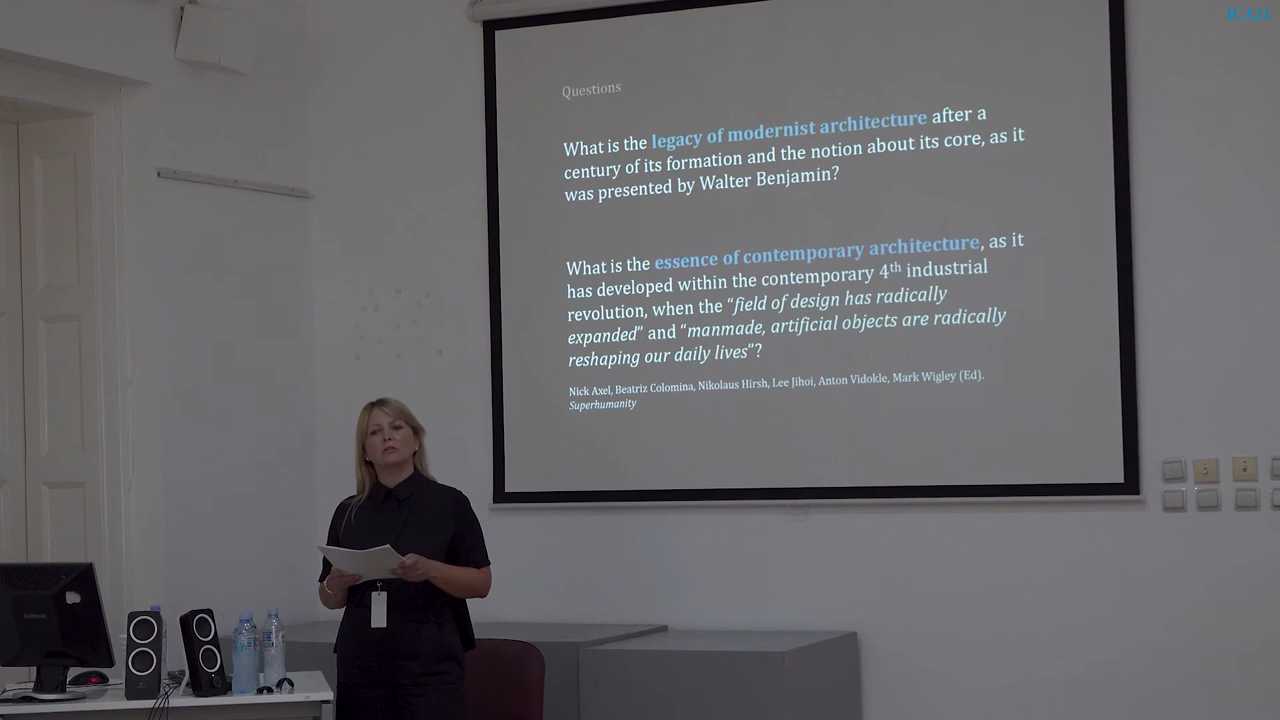 Questions
What is the legacy of modernist architecture after a
century of its formation and the notion about its core, as it
was presented by Walter Benjamin?
What is the essence of contemporary architecture, as it
has developed within the contemporary 4th industrial
revolution, when the “field of design has radically
expanded” and “manmade, artificial objects are radically
reshaping our daily lives”?
Nick Axel, Beatriz Colomina, Nikolaus Hirsh, Lee Jihoi, Anton Vidokle, Mark Wigley (Ed).
Superhumanity
SAMSUNG